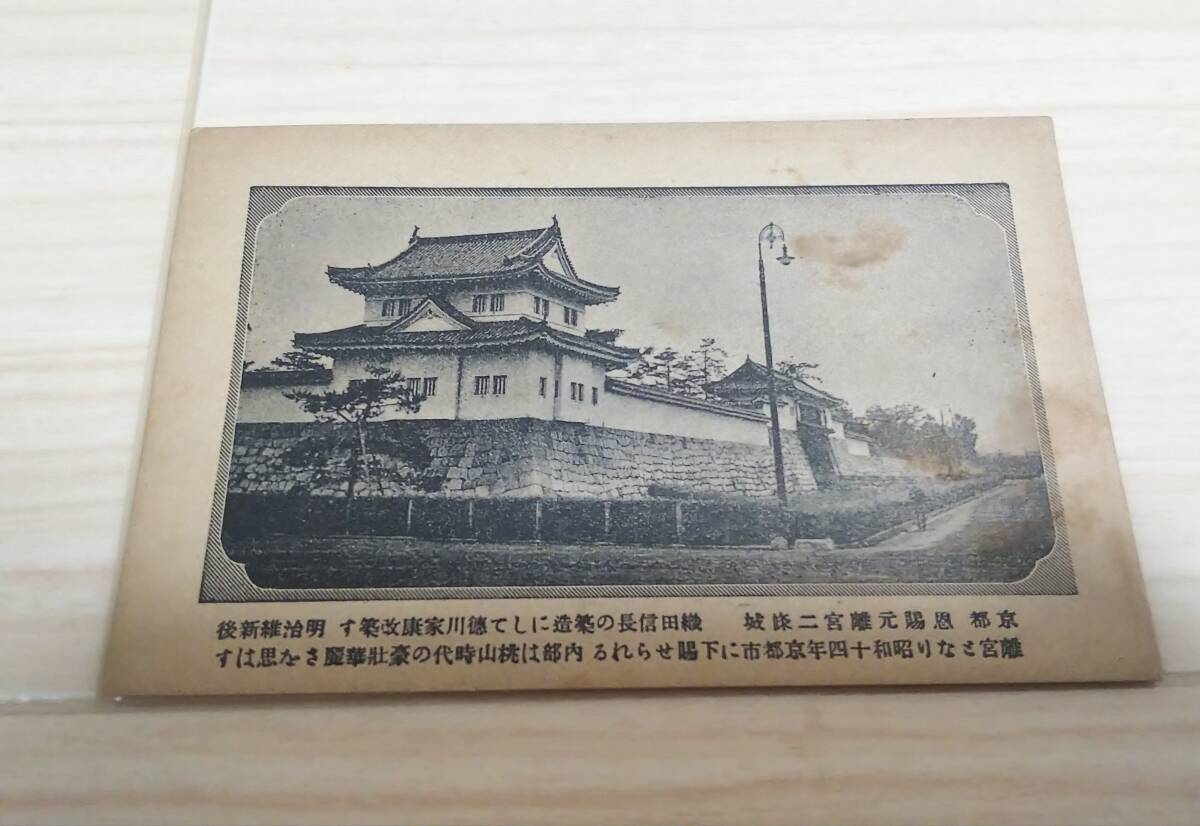 京都 恩賜元離宮二條城 織田信長の築造にして徳川家康改築す 明治維新後
離宮となり昭和十四年京都市に下賜せられる 内部は桃山時代の豪壯華麗さを思はす